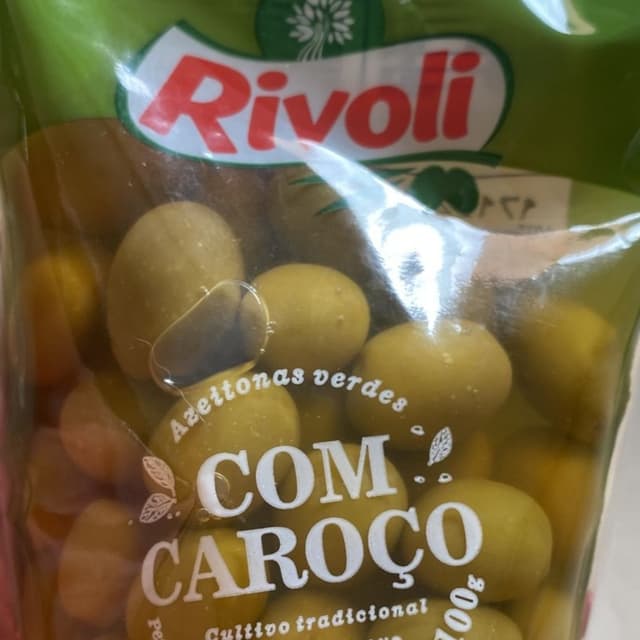 Rivoli
Azeitonas verdes
COM
CAROÇO
Cultivo tradicional